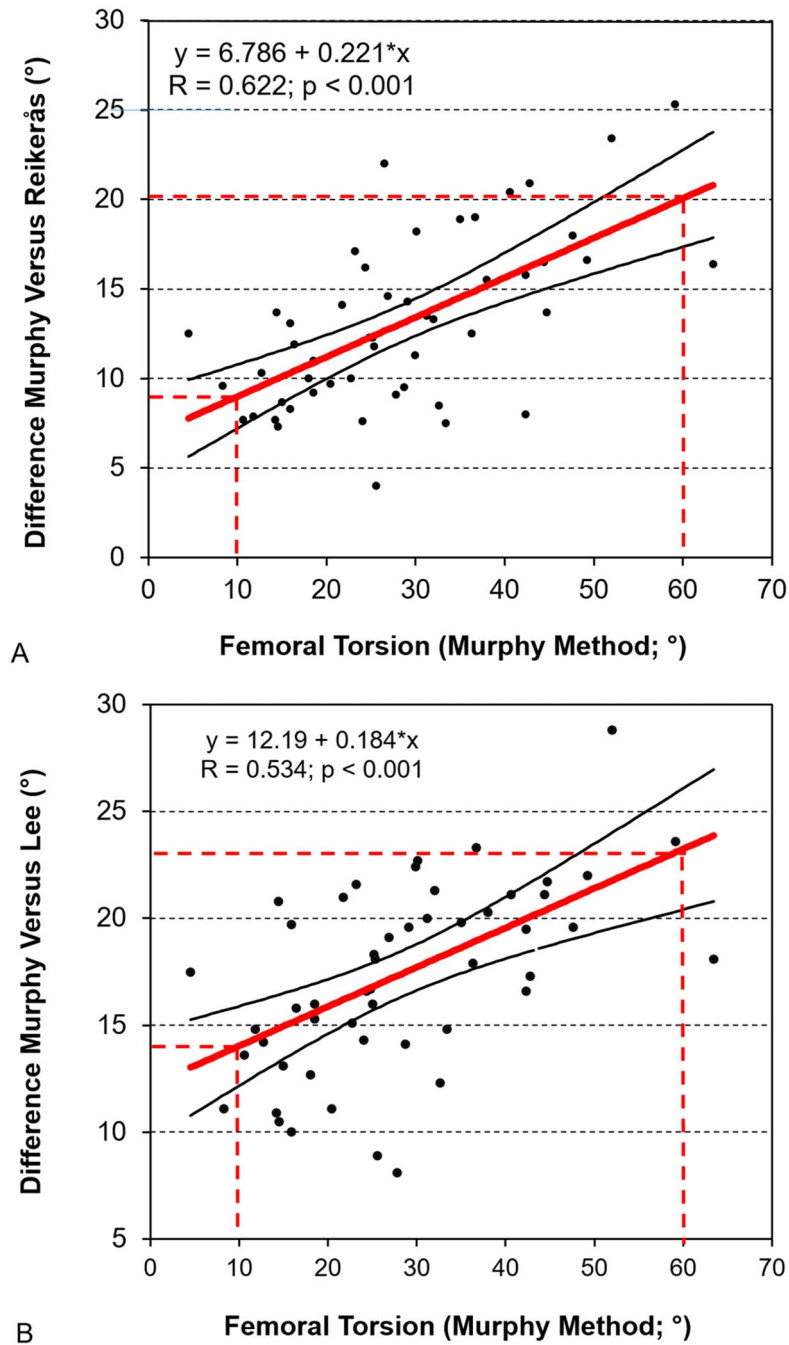 30
y = 6.786 + 0.221*x
R = 0.622; p < 0.001
25
20
15
10
5
0
Difference Murphy Versus Reikerås (°)
0 10 20 30 40 50 60 70
A
Femoral Torsion (Murphy Method; °)
30
y = 12.19 + 0.184*x
R = 0.534; p < 0.001
25
20
15
10
5
Difference Murphy Versus Lee (°)
0 10 20 30 40 50 60 70
Femoral Torsion (Murphy Method; °)
B